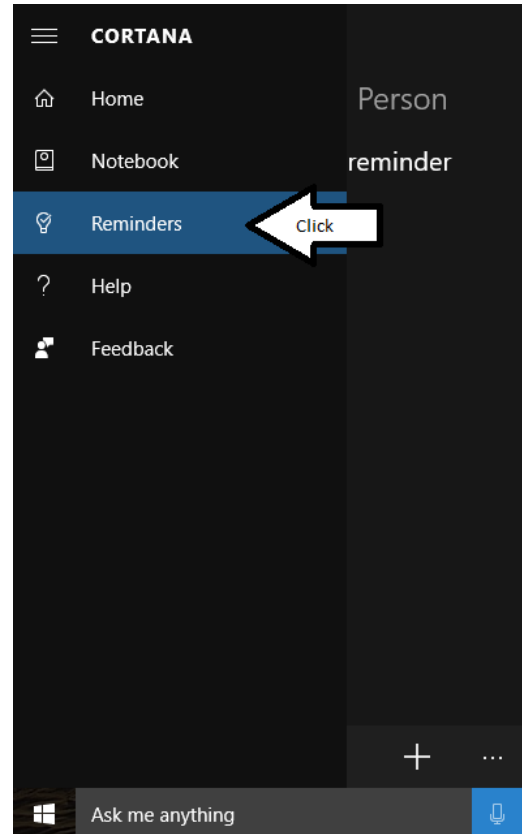 CORTANA
Home
Person
Notebook
reminder
Reminders
Click
Help
Feedback
Ask me anything